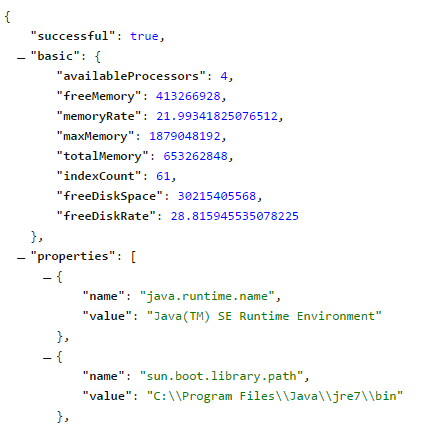 {
"successful": true,
– "basic": {
"availableProcessors": 4,
"freeMemory": 413266928,
"memoryRate": 21.99341825076512,
"maxMemory": 1879048192,
"totalMemory": 653262848,
"indexCount": 61,
"freeDiskSpace": 30215405568,
"freeDiskRate": 28.815945535078225
},
– "properties": [
– {
"name": "java.runtime.name",
"value": "Java(TM) SE Runtime Environment"
},
– {
"name": "sun.boot.library.path",
"value": "C:\\Program Files\\Java\\jre7\\bin"
},